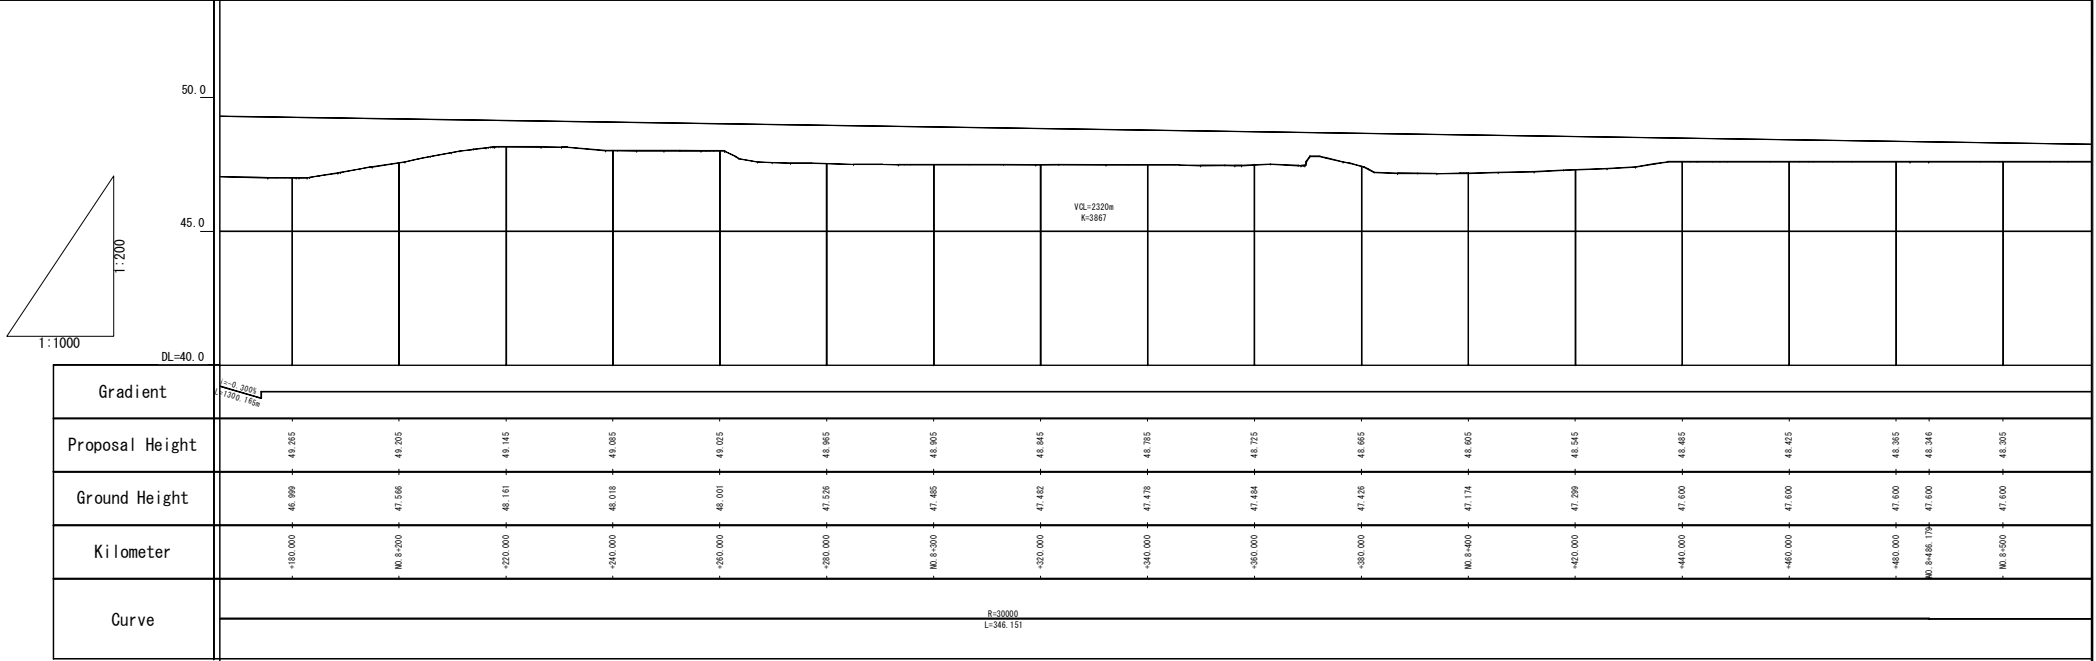 50.0
45.0
DL=40.0
1:200
1:1000
VCL=2320m
K=3867
Gradient
i=-0.300%
L=1300.165m
Proposal Height 49.265 49.205 49.145 49.085 49.025 48.965 48.905 48.845 48.785 48.725 48.665 48.605 48.545 48.485 48.425 48.365 48.346 48.305
Ground Height 46.999 47.566 48.161 48.018 48.001 47.526 47.485 47.482 47.478 47.484 47.426 47.174 47.299 47.600 47.600 47.600 47.600 47.600
Kilometer +180.000 NO.8+200 +220.000 +240.000 +260.000 +280.000 NO.8+300 +320.000 +340.000 +360.000 +380.000 NO.8+400 +420.000 +440.000 +460.000 +480.000 NO.8+486.179 NO.8+500
Curve
R=30000
L=346.151